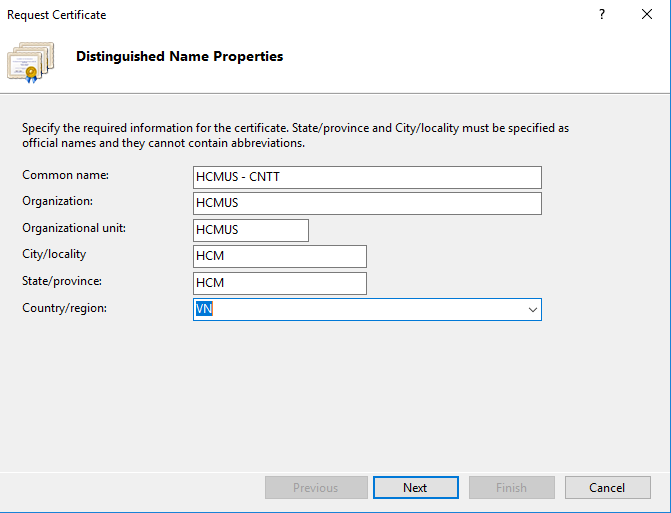 Request Certificate
?
Distinguished Name Properties
Specify the required information for the certificate. State/province and City/locality must be specified as
official names and they cannot contain abbreviations.
Common name: HCMUS - CNTT
Organization: HCMUS
Organizational unit: HCMUS
City/locality HCM
State/province: HCM
Country/region: VN
Previous Next Finish Cancel